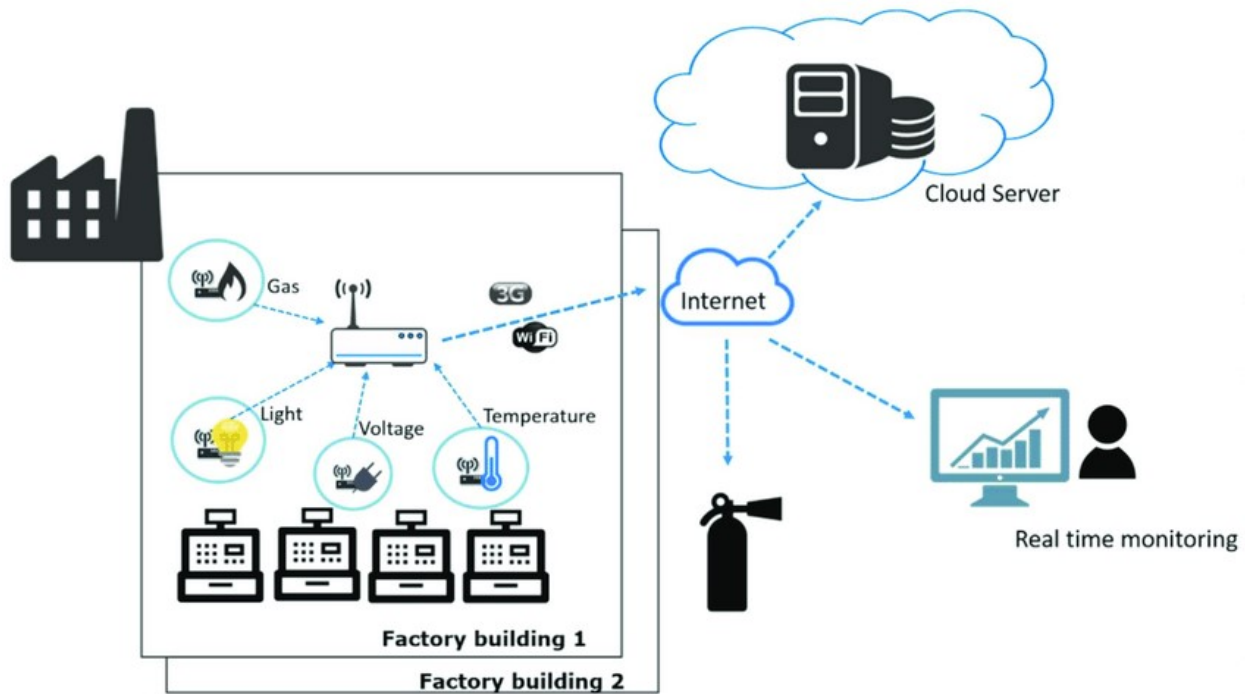 Cloud Server
Gas
3G
Internet
WiFi
Light
Voltage
Temperature
Real time monitoring
Factory building 1
Factory building 2